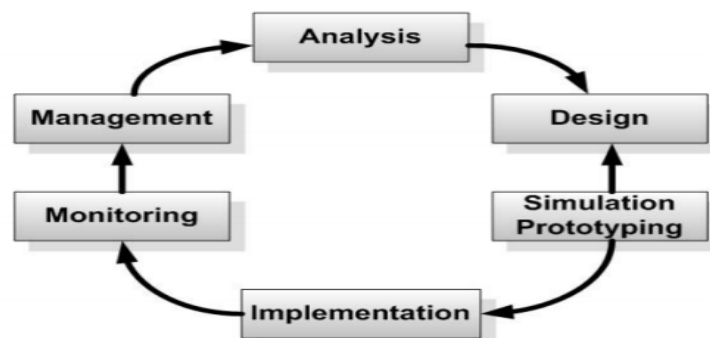 Analysis
Design
Simulation
Prototyping
Implementation
Monitoring
Management